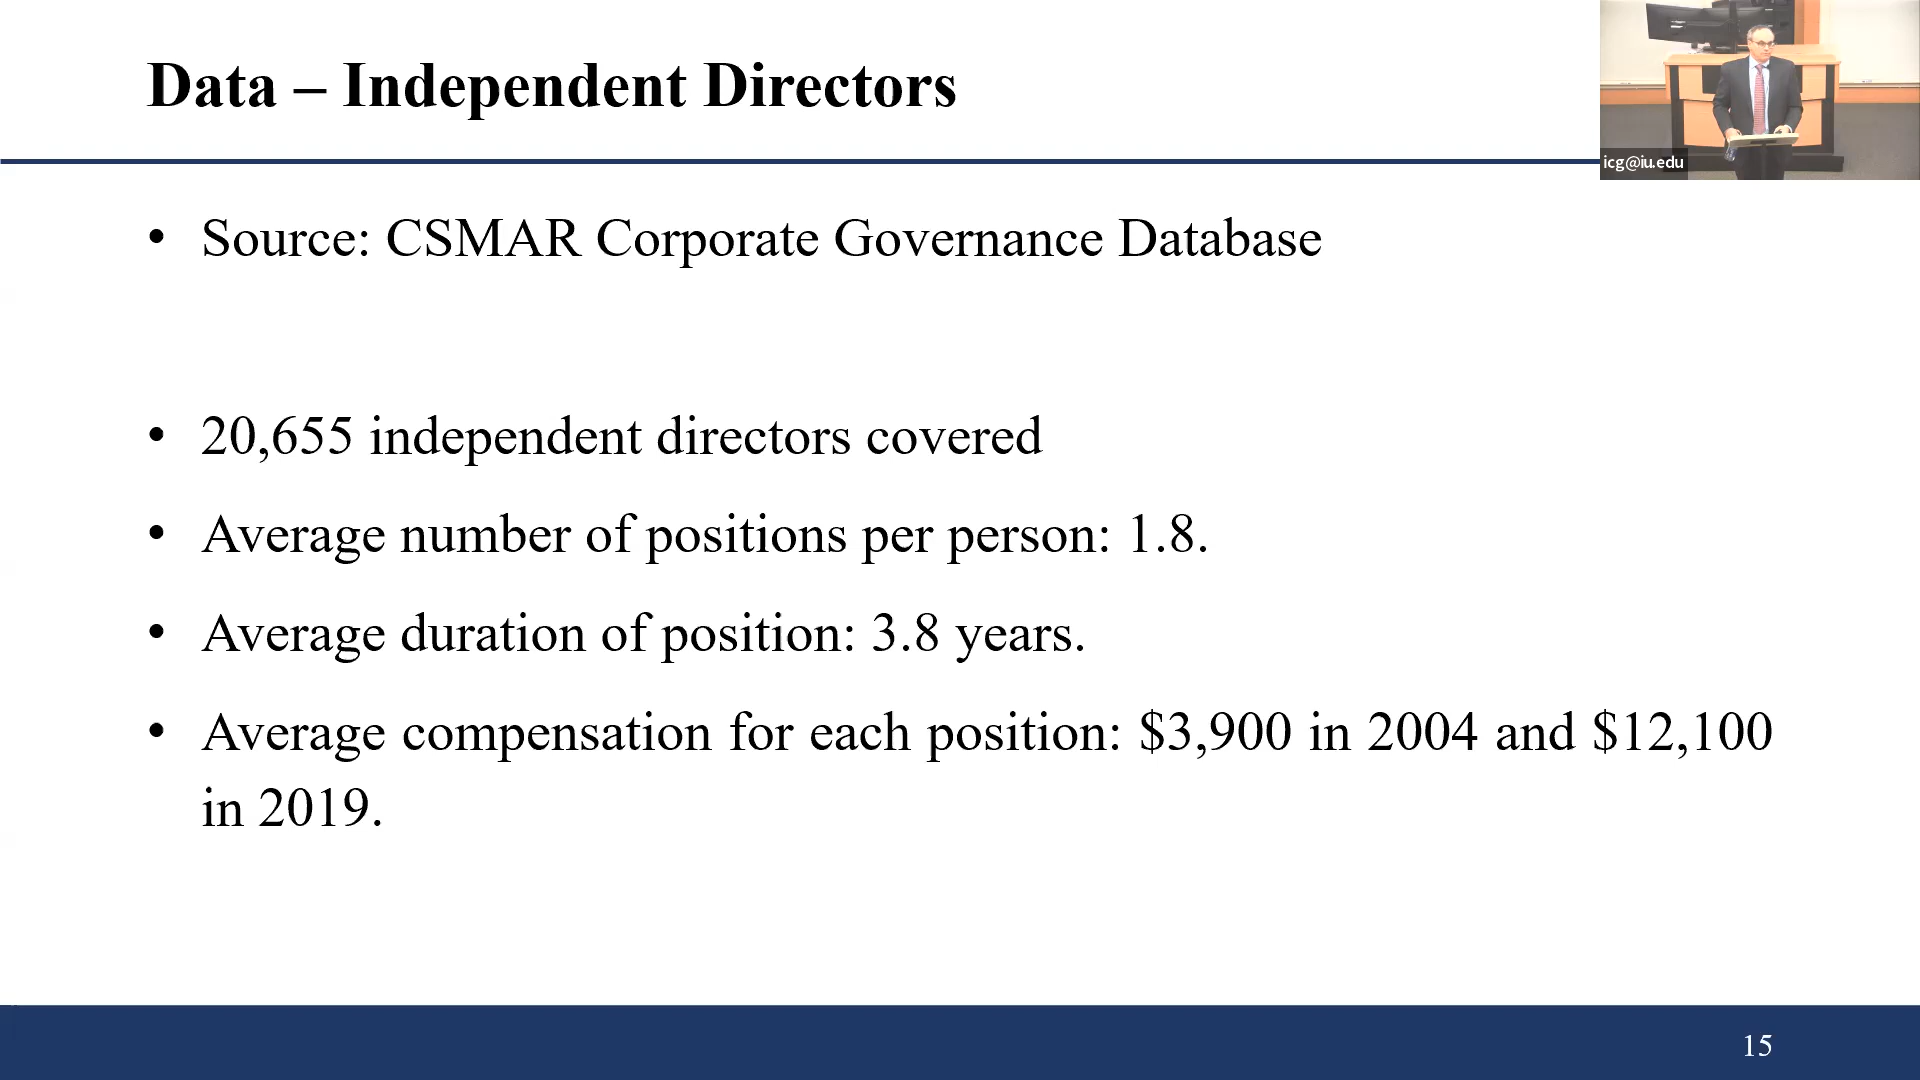 Data – Independent Directors
icg@iu.edu
• Source: CSMAR Corporate Governance Database
• 20,655 independent directors covered
• Average number of positions per person: 1.8.
• Average duration of position: 3.8 years.
• Average compensation for each position: $3,900 in 2004 and $12,100
in 2019.
15